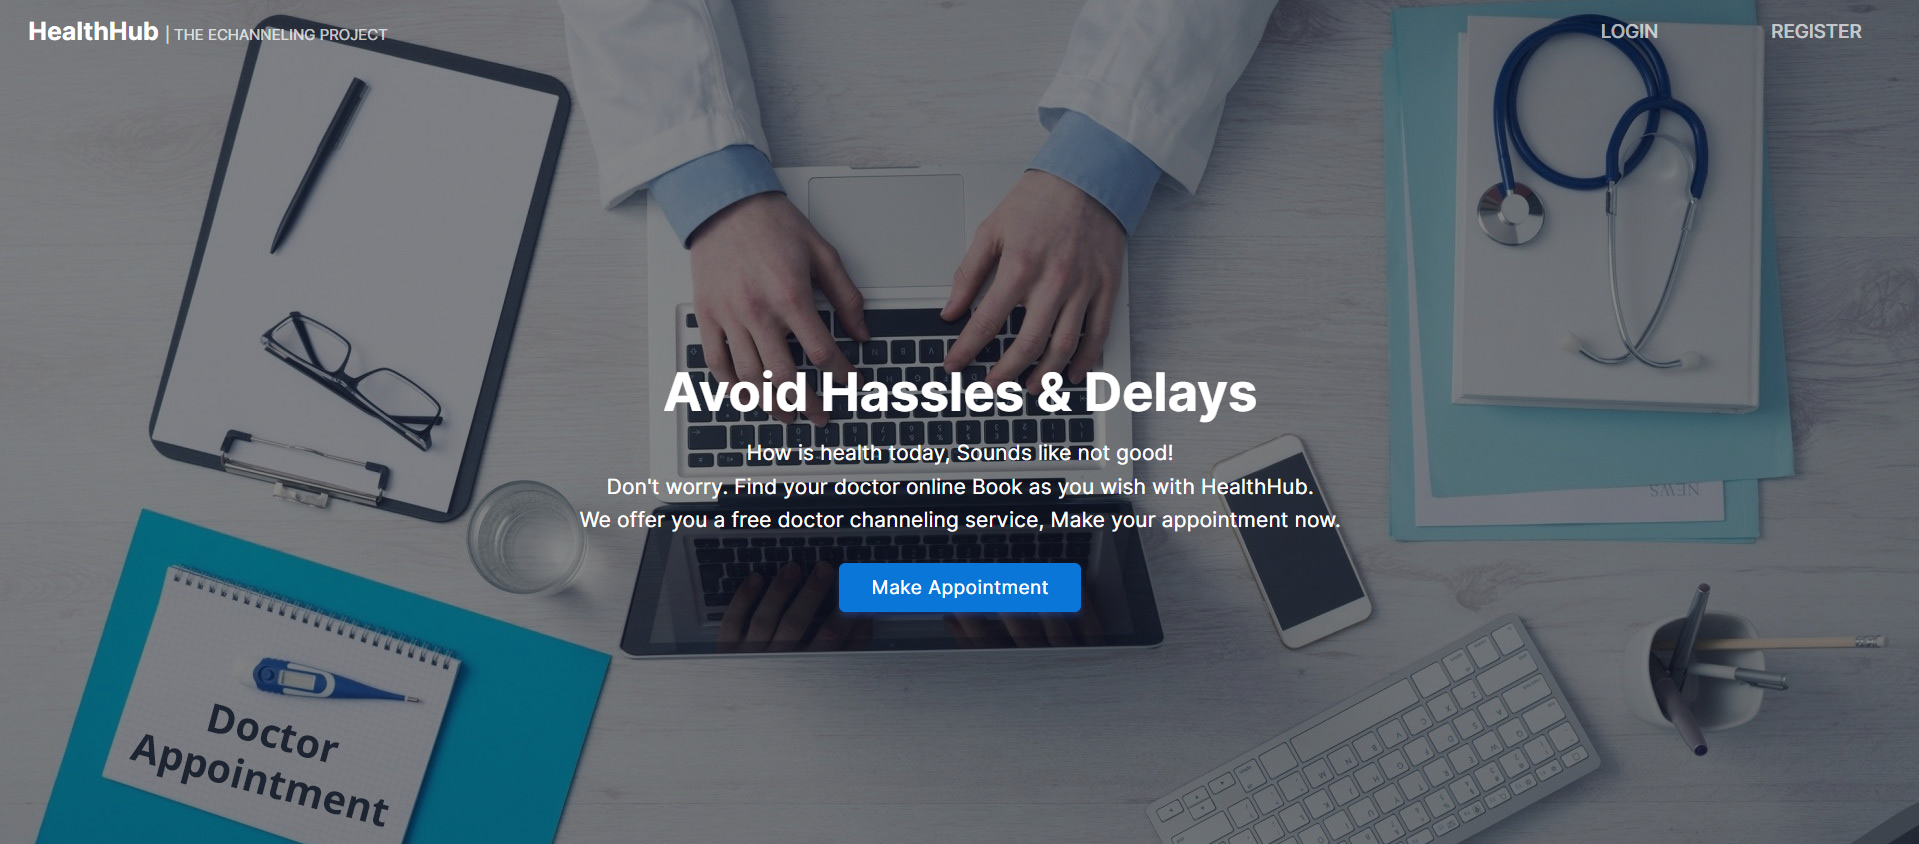 HealthHub | THE ECHANNELING PROJECT
LOGIN
REGISTER
Avoid Hassles & Delays
How is health today, Sounds like not good!
Don't worry. Find your doctor online Book as you wish with HealthHub.
We offer you a free doctor channeling service, Make your appointment now.
Make Appointment
NEWS
Doctor
Appointment